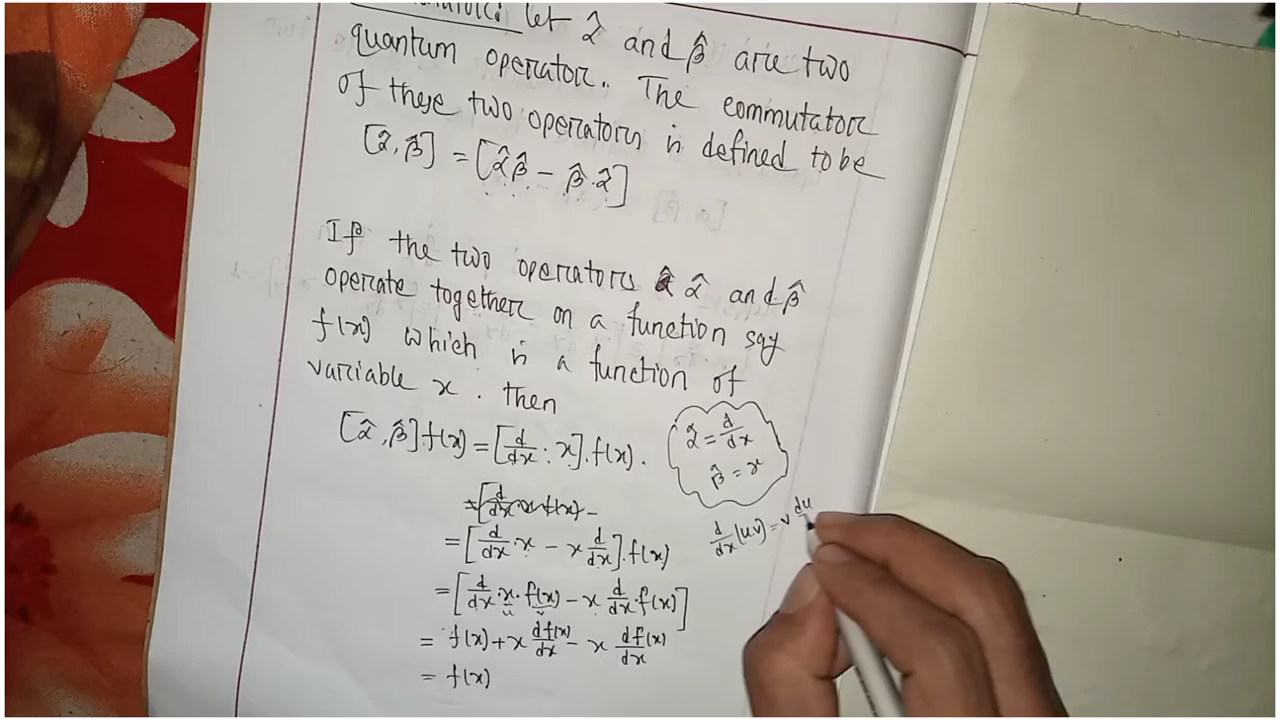 let α̂ and β̂ are two
quantum operator. The commutator
of these two operators is defined to be
[α̂, β̂] = [α̂β̂ - β̂.α̂]
If the two operators α̂ and β̂
operate together on a function say
f(x) which is a function of
variable x. then
[α̂, β̂]f(x) = [d/dx : x].f(x).
α̂ = d/dx
β̂ = x
= [d/dx . x f(x) -
= [d/dx . x - x d/dx].f(x)
d/dx (u.v) = v du
= [d/dx . x . f(x) - x d/dx . f(x)]
u v
= f(x) + x df(x)/dx - x df(x)/dx
= f(x)